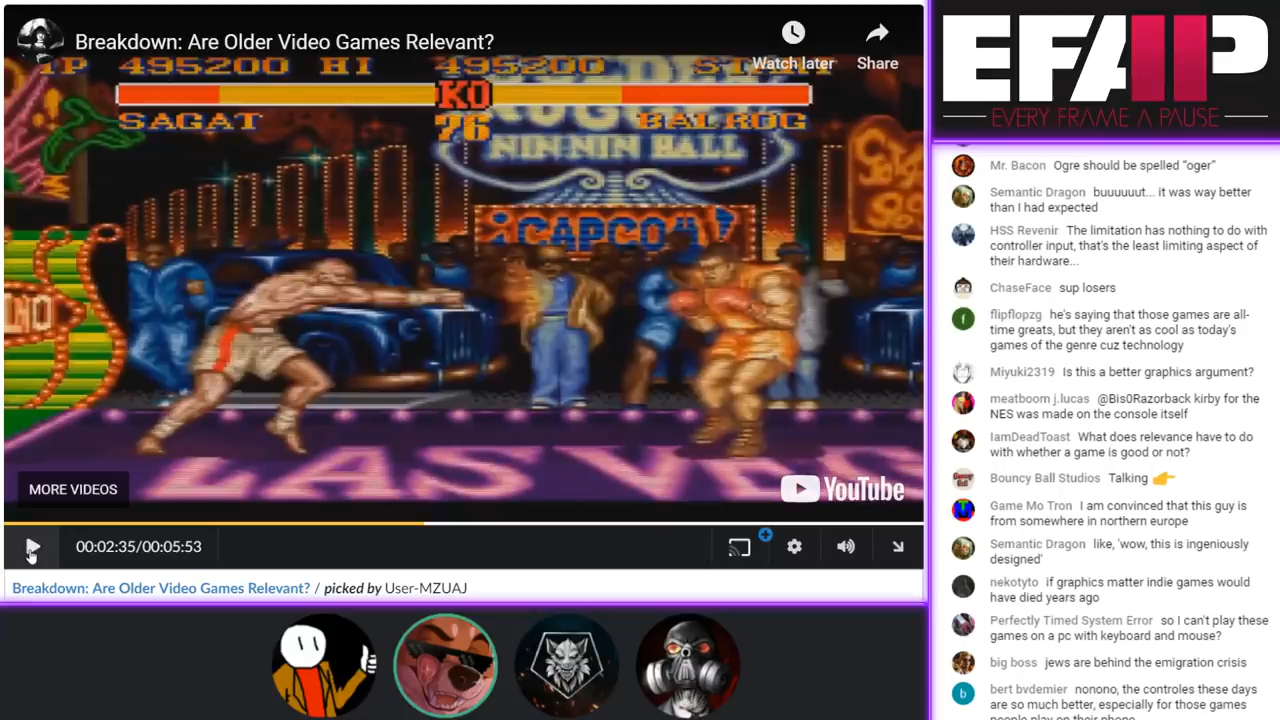 Breakdown: Are Older Video Games Relevant?
Watch later
Share
1P 495200 HI 495200
KO
SAGAT
76
BALROG
NINNIN HALL
CAPCOM
LAS VEG
MORE VIDEOS
YouTube
00:02:35/00:05:53
Breakdown: Are Older Video Games Relevant? / picked by User-MZUAJ
EFAP
EVERY FRAME A PAUSE
Mr. Bacon Ogre should be spelled "oger"
Semantic Dragon buuuuuut... it was way better
than I had expected
HSS Revenir The limitation has nothing to do with
controller input, that's the least limiting aspect of
their hardware...
ChaseFace sup losers
flipflopzg he's saying that those games are all-
time greats, but they aren't as cool as today's
games of the genre cuz technology
Miyuki2319 Is this a better graphics argument?
meatboom j.lucas @Bis0Razorback kirby for the
NES was made on the console itself
IamDeadToast What does relevance have to do
with whether a game is good or not?
Bouncy Ball Studios Talking 👉
Game Mo Tron I am convinced that this guy is
from somewhere in northern europe
Semantic Dragon like, 'wow, this is ingeniously
designed'
nekotyto if graphics matter indie games would
have died years ago
Perfectly Timed System Error so I can't play these
games on a pc with keyboard and mouse?
big boss jews are behind the emigration crisis
bert bvdemier nonono, the controles these days
are so much better, especially for those games
people play on their phone